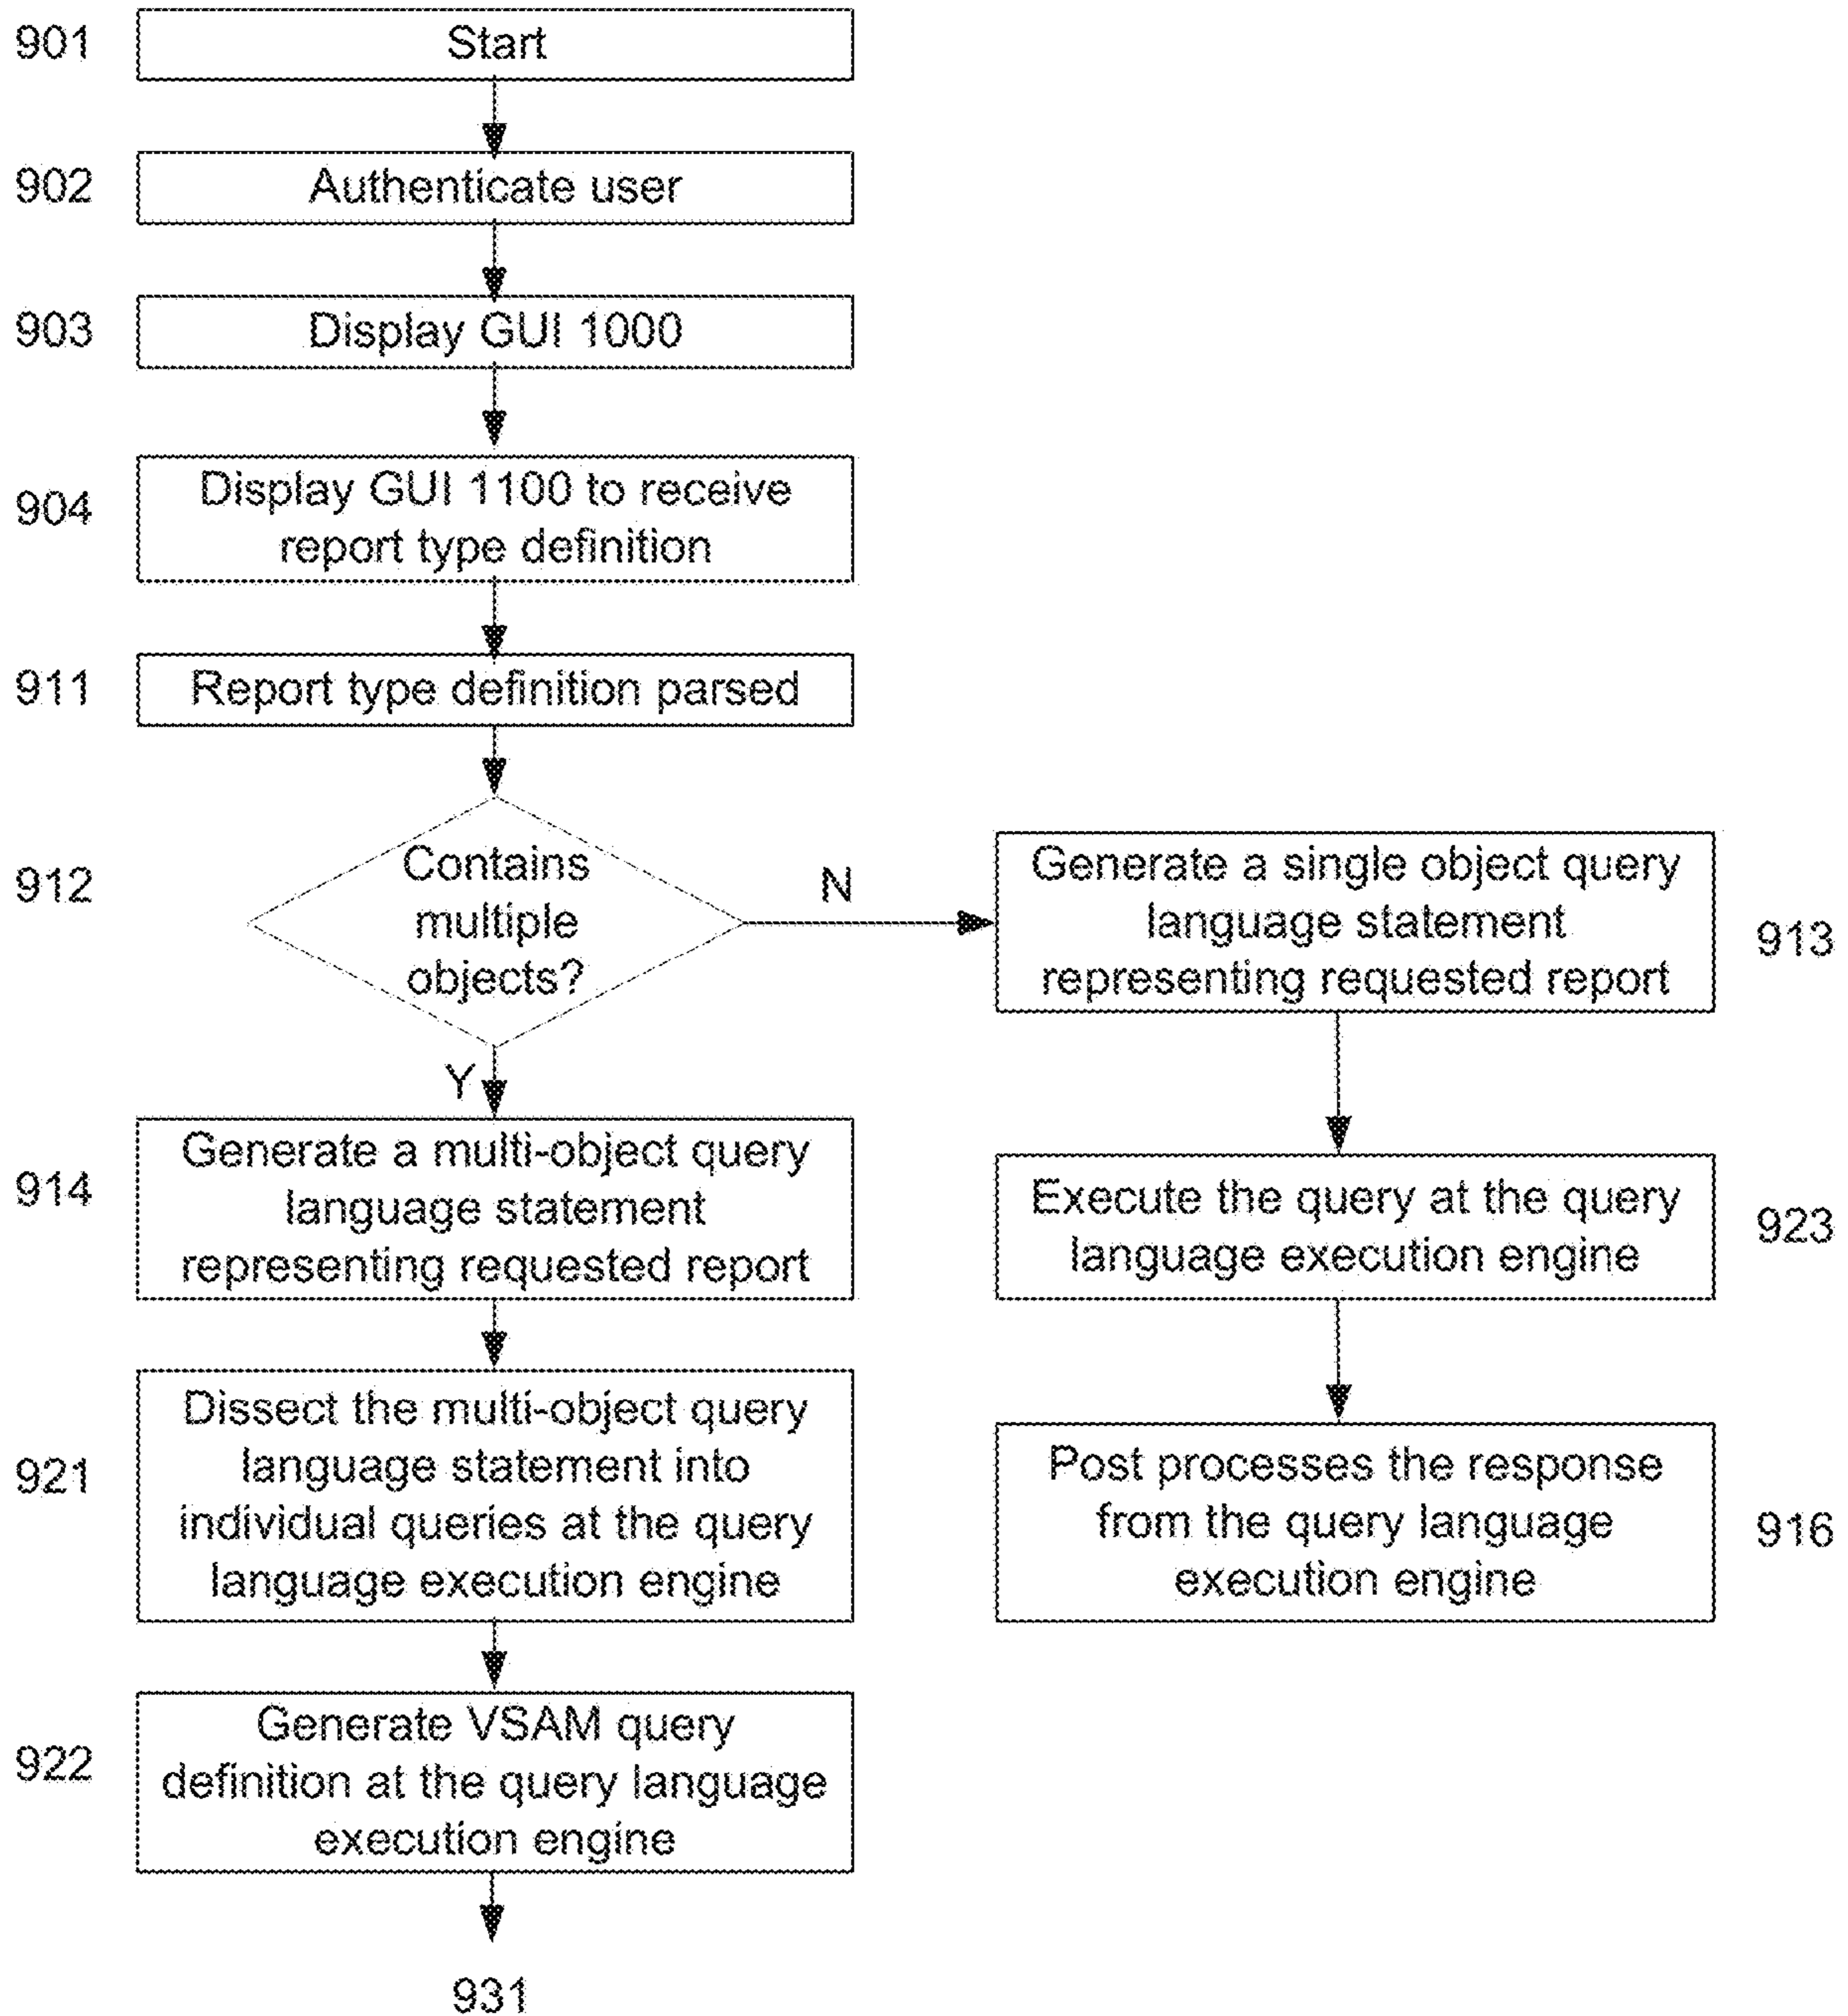 901
Start
902
Authenticate user
903
Display GUI 1000
904
Display GUI 1100 to receive
report type definition
911
Report type definition parsed
912
Contains
multiple
objects?
N
Generate a single object query
language statement
representing requested report
913
Y
914
Generate a multi-object query
language statement
representing requested report
Execute the query at the query
language execution engine
923
921
Dissect the multi-object query
language statement into
individual queries at the query
language execution engine
Post processes the response
from the query language
execution engine
916
922
Generate VSAM query
definition at the query language
execution engine
931